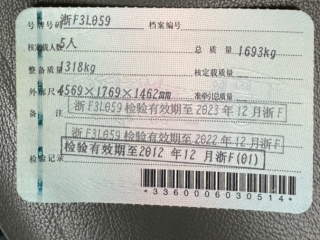 号牌号码 浙F3L059 档案编号
核定载人数 5人 总质量 1693kg
整备质量 1318kg 核定载质量
外廓尺寸 4569×1769×1462mm 准牵引总质量
备注 浙F3L059检验有效期至2023年12月浙F
浙F3L059检验有效期至2022年12月浙F
检验有效期至2012年12月浙F(01)
检验记录
*3360006030514*